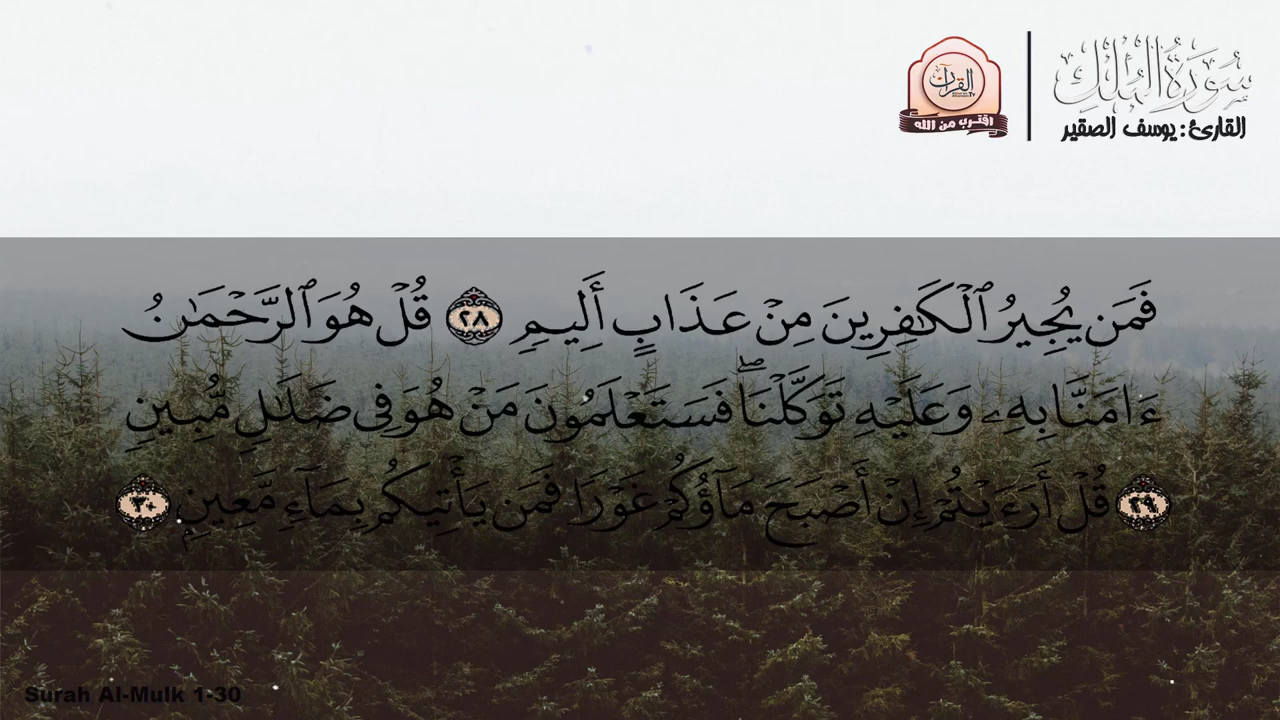 سُورَةُ الْمُلْكِ
القارئ: يوسف الصقير
القرآن
اقترب من الله
فَمَن يُجِيرُ ٱلْكَٰفِرِينَ مِنْ عَذَابٍ أَلِيمٍ ٢٨ قُلْ هُوَ ٱلرَّحْمَٰنُ
ءَامَنَّا بِهِۦ وَعَلَيْهِ تَوَكَّلْنَا ۖ فَسَتَعْلَمُونَ مَنْ هُوَ فِى ضَلَٰلٍ مُّبِينٍ
٢٩ قُلْ أَرَءَيْتُمْ إِنْ أَصْبَحَ مَآؤُكُمْ غَوْرًا فَمَن يَأْتِيكُم بِمَآءٍ مَّعِينٍۭ ٣٠
Surah Al-Mulk 1-30